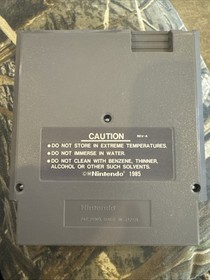 CAUTION
• DO NOT STORE IN EXTREME TEMPERATURES.
• DO NOT IMMERSE IN WATER.
• DO NOT CLEAN WITH BENZENE, THINNER,
ALCOHOL OR OTHER SUCH SOLVENTS.
©Nintendo® 1985
Nintendo